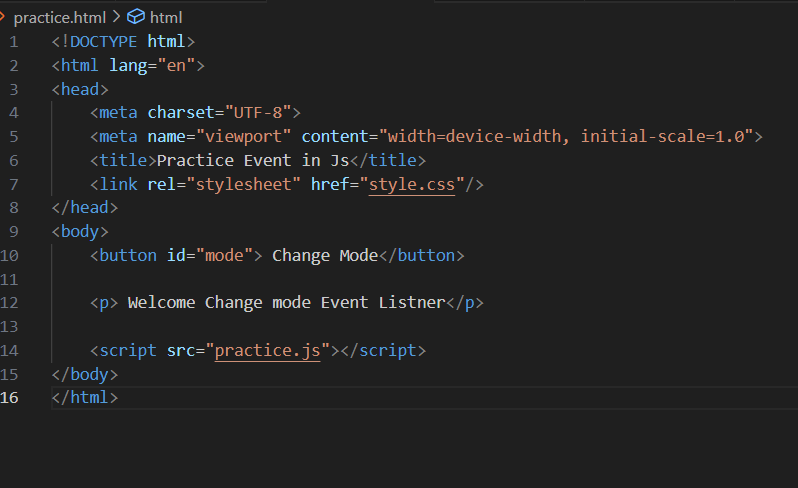 practice.html > html
1 <!DOCTYPE html>
2 <html lang="en">
3 <head>
4 <meta charset="UTF-8">
5 <meta name="viewport" content="width=device-width, initial-scale=1.0">
6 <title>Practice Event in Js</title>
7 <link rel="stylesheet" href="style.css"/>
8 </head>
9 <body>
10 <button id="mode"> Change Mode</button>
11
12 <p> Welcome Change mode Event Listner</p>
13
14 <script src="practice.js"></script>
15 </body>
16 </html>